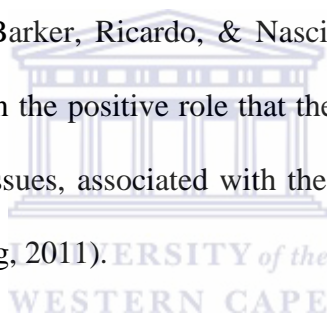 Barker, Ricardo, & Nasci
the positive role that the
ssues, associated with the
g, 2011).
UNIVERSITY of the
WESTERN CAPE